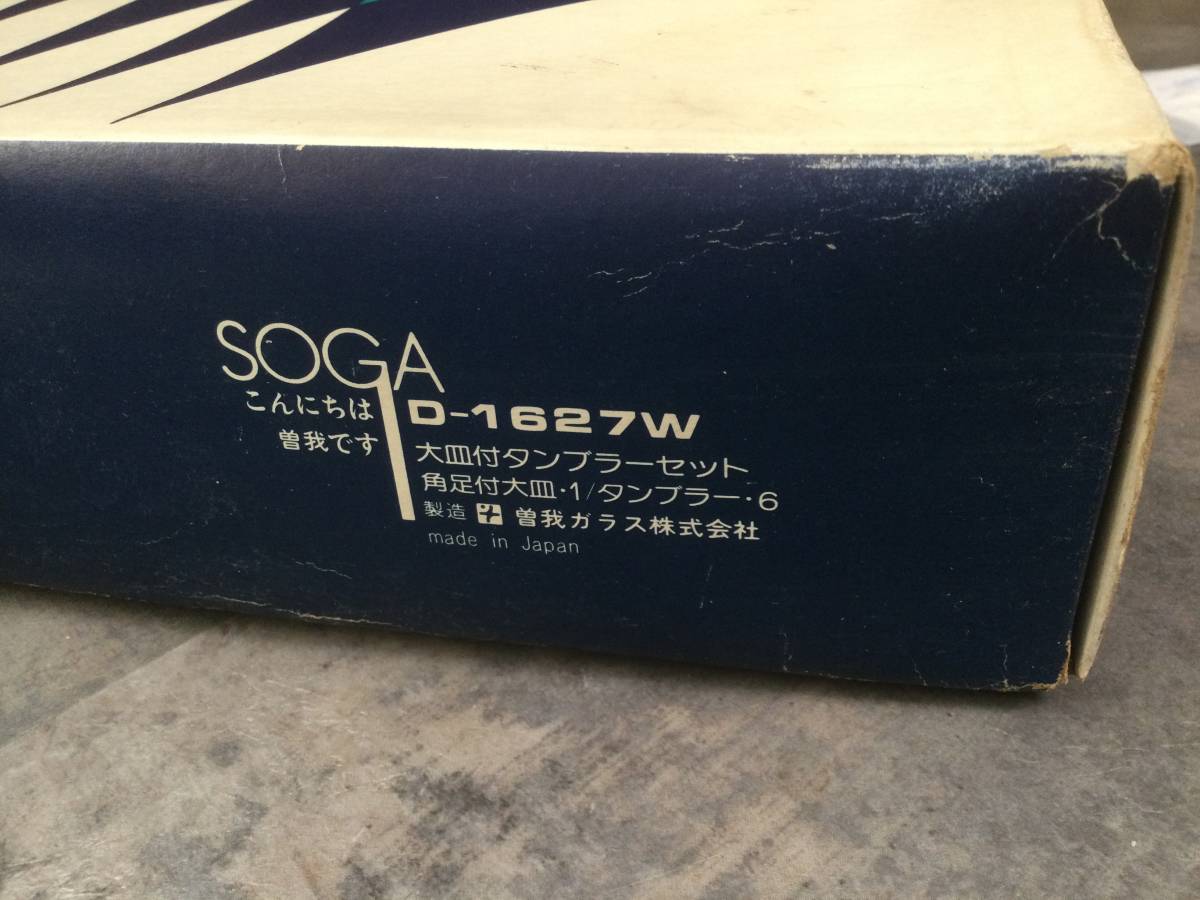 SOGA
こんにちは
曽我です
D-1627W
大皿付タンブラーセット
角足付大皿・1/タンブラー・6
製造 曽我ガラス株式会社
made in Japan